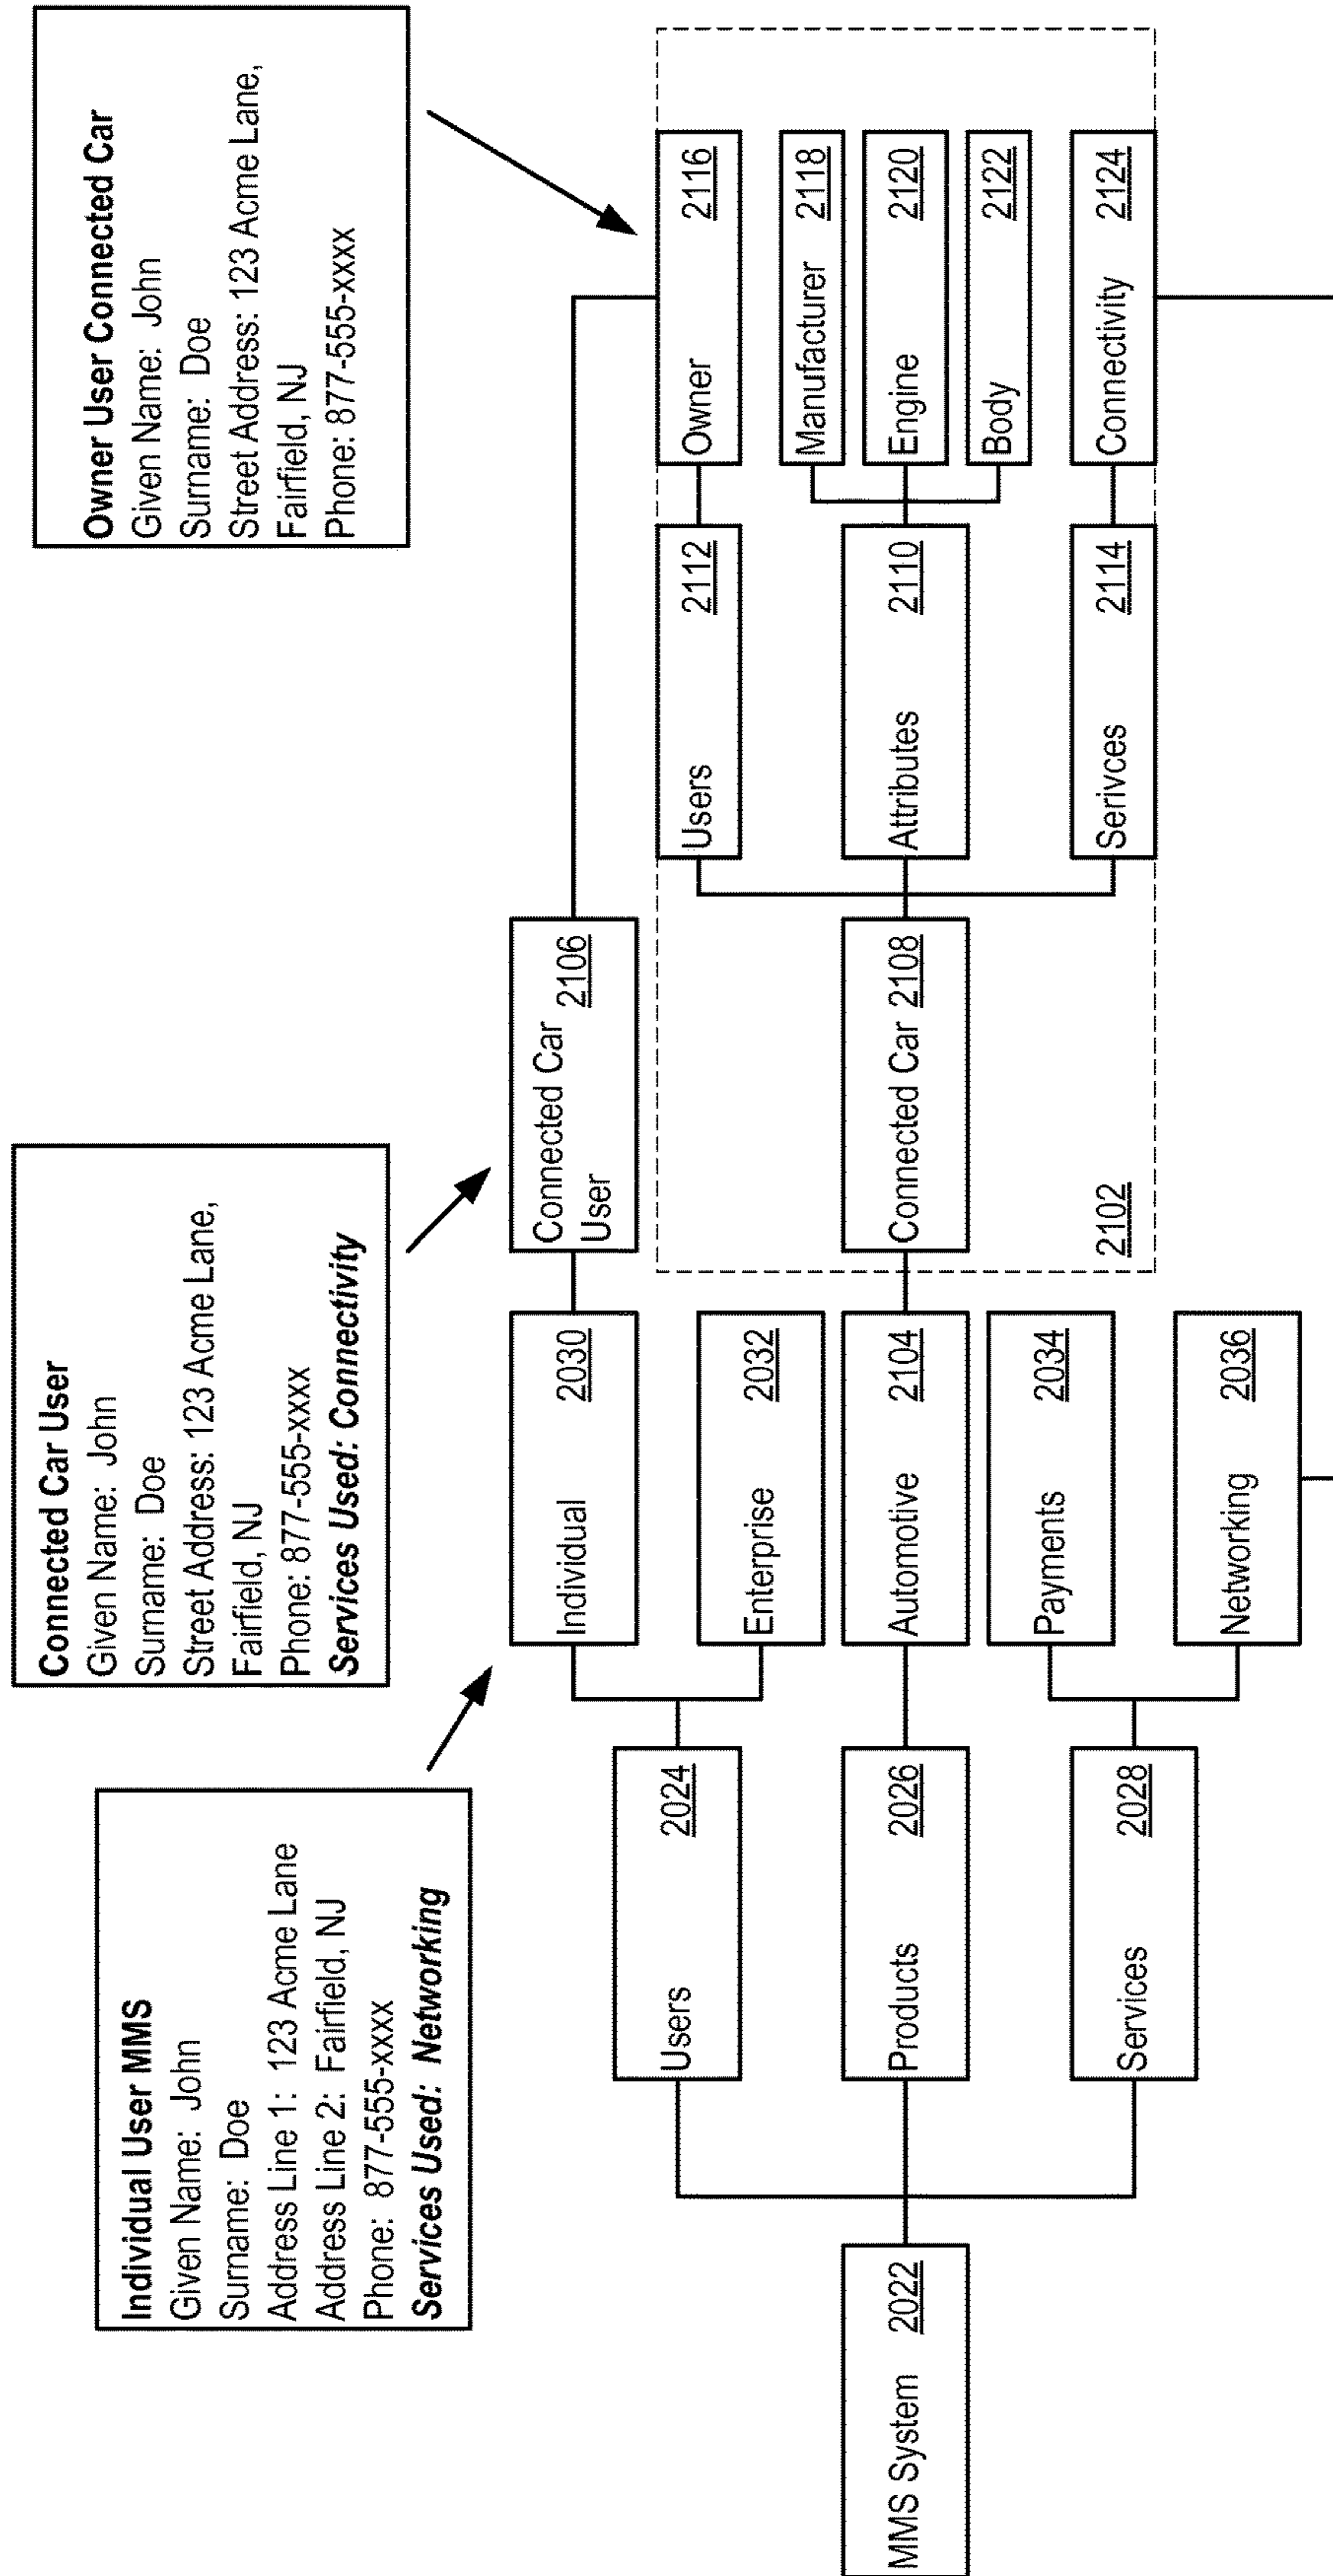 Individual User MMS
Given Name: John
Surname: Doe
Address Line 1: 123 Acme Lane
Address Line 2: Fairfield, NJ
Phone: 877-555-xxxx
Services Used: Networking
Connected Car User
Given Name: John
Surname: Doe
Street Address: 123 Acme Lane,
Fairfield, NJ
Phone: 877-555-xxxx
Services Used: Connectivity
Owner User Connected Car
Given Name: John
Surname: Doe
Street Address: 123 Acme Lane,
Fairfield, NJ
Phone: 877-555-xxxx
MMS System 2022
Users 2024
Products 2026
Services 2028
Individual 2030
Enterprise 2032
Automotive 2104
Payments 2034
Networking 2036
Connected Car
User 2106
Connected Car 2108
2102
Users 2112
Attributes 2110
Serivces 2114
Owner 2116
Manufacturer 2118
Engine 2120
Body 2122
Connectivity 2124